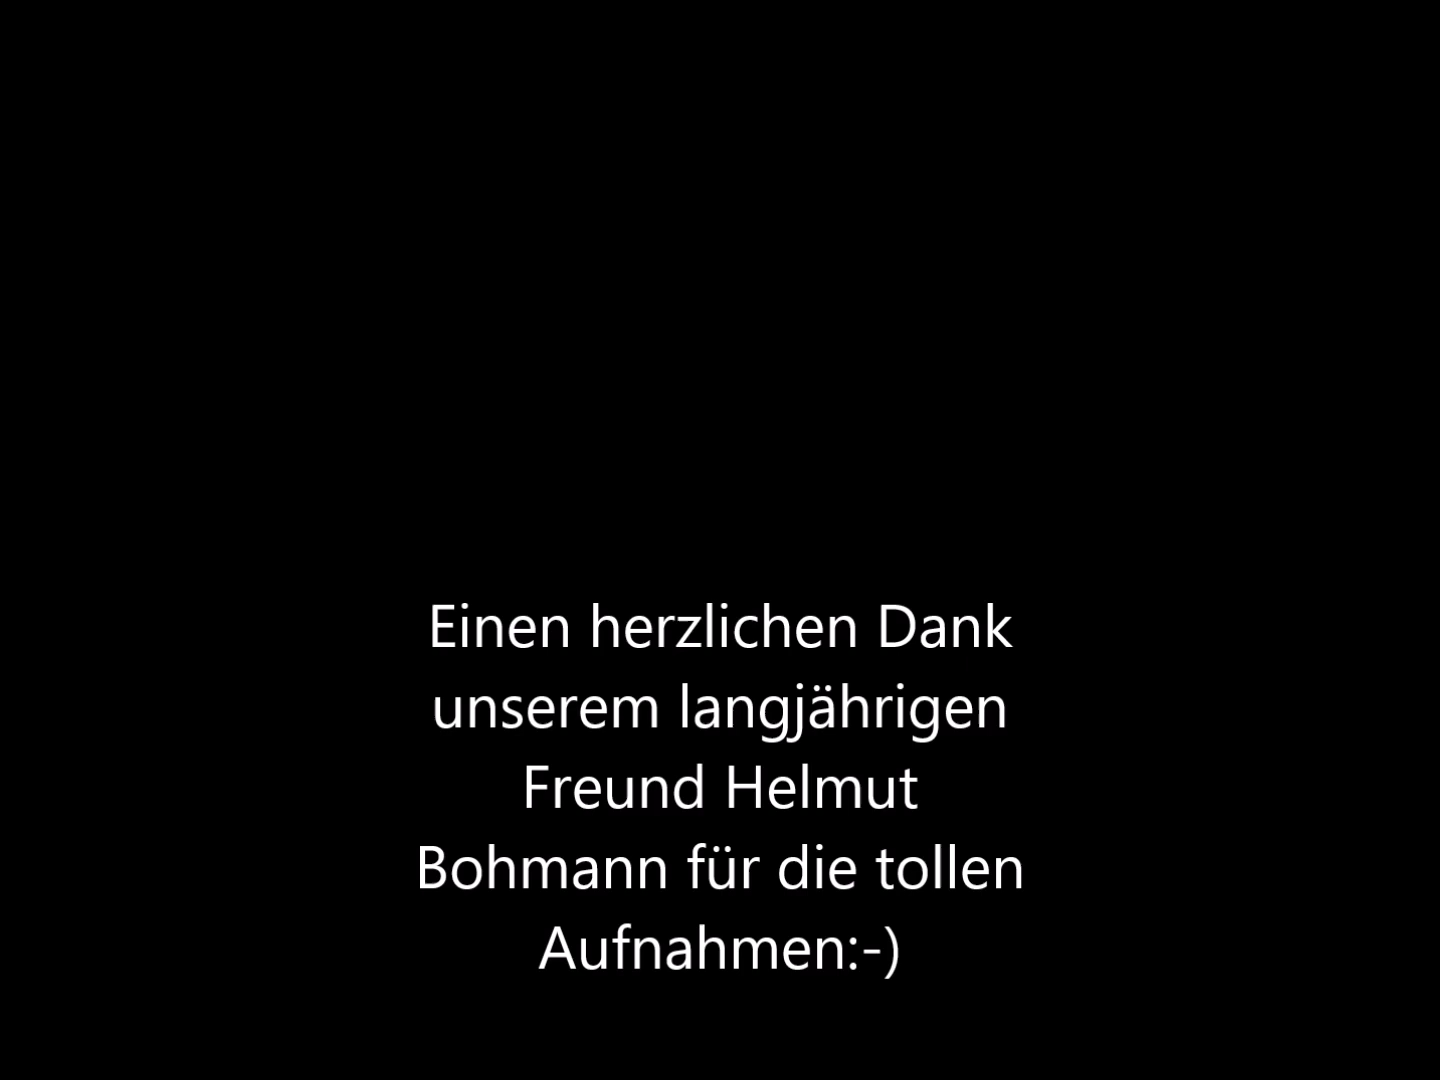 Einen herzlichen Dank
unserem langjährigen
Freund Helmut
Bohmann für die tollen
Aufnahmen:-)